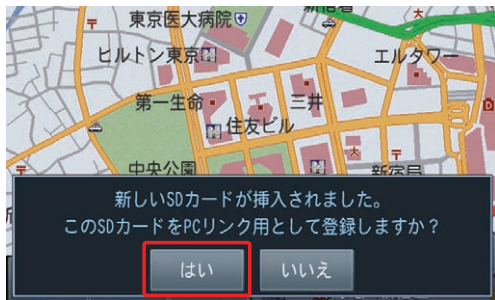 東京医大病院
ヒルトン東京
エルタワー
第一生命
三井
住友ビル
中央公園
新宿局
新しいSDカードが挿入されました。
このSDカードをPCリンク用として登録しますか？
はい
いいえ